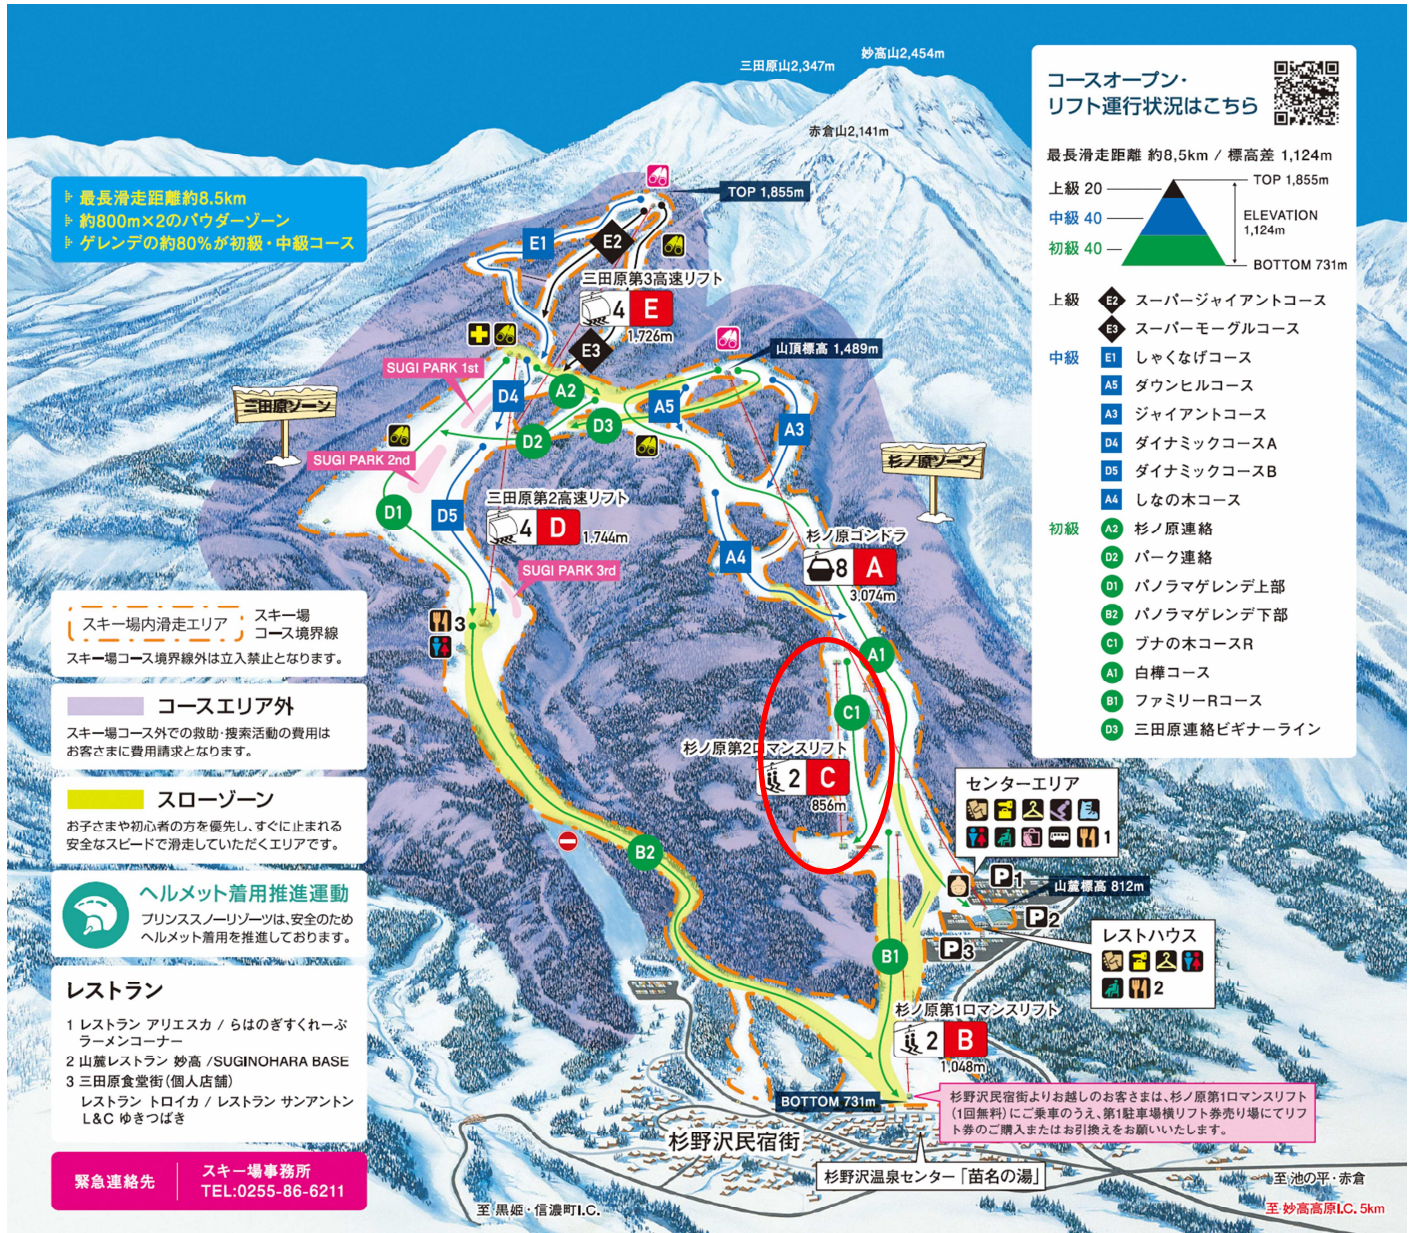 妙高山2,454m
三田原山2,347m
赤倉山2,141m
コースオープン・
リフト運行状況はこちら
最長滑走距離 約8,5km / 標高差 1,124m
上級 20
中級 40
初級 40
TOP 1,855m
ELEVATION
1,124m
BOTTOM 731m
上級 E2 スーパージャイアントコース
E3 スーパーモーグルコース
中級 E1 しゃくなげコース
A5 ダウンヒルコース
A3 ジャイアントコース
D4 ダイナミックコースA
D5 ダイナミックコースB
A4 しなの木コース
初級 A2 杉ノ原連絡
D2 パーク連絡
D1 パノラマゲレンデ上部
B2 パノラマゲレンデ下部
C1 ブナの木コースR
A1 白樺コース
B1 ファミリーRコース
D3 三田原連絡ビギナーライン
最長滑走距離約8.5km
約800m×2のパウダーゾーン
ゲレンデの約80%が初級・中級コース
TOP 1,855m
E1
E2
三田原第3高速リフト
4 E
1,726m
E3
山頂標高 1,489m
SUGI PARK 1st
A2
D4
A5
A3
D3
D2
三田原ゾーン
杉ノ原ゾーン
SUGI PARK 2nd
D1
D5
三田原第2高速リフト
4 D
1,744m
杉ノ原ゴンドラ
8 A
3,074m
A4
SUGI PARK 3rd
3
A1
C1
杉ノ原第2ロマンスリフト
2 C
856m
B2
センターエリア
1
P1
山麓標高 812m
P2
P3
レストハウス
2
B1
杉ノ原第1ロマンスリフト
2 B
1,048m
BOTTOM 731m
杉野沢民宿街よりお越しのお客さまは、杉ノ原第1ロマンスリフト
(1回無料)にご乗車のうえ、第1駐車場横リフト券売り場にてリフ
ト券のご購入またはお引換えをお願いいたします。
杉野沢民宿街
杉野沢温泉センター「苗名の湯」
至 池の平・赤倉
至 妙高高原I.C. 5km
至 黒姫・信濃町I.C.
スキー場内滑走エリア
スキー場
コース境界線
スキー場コース境界線外は立入禁止となります。
コースエリア外
スキー場コース外での救助・捜索活動の費用は
お客さまに費用請求となります。
スローゾーン
お子さまや初心者の方を優先し、すぐに止まれる
安全なスピードで滑走していただくエリアです。
ヘルメット着用推進運動
プリンススノーリゾーツは、安全のため
ヘルメット着用を推進しております。
レストラン
1 レストラン アリエスカ / らはのぎすくれーぷ
ラーメンコーナー
2 山麓レストラン 妙高 /SUGINOHARA BASE
3 三田原食堂街(個人店舗)
レストラン トロイカ / レストラン サンアントン
L&C ゆきつばき
緊急連絡先
スキー場事務所
TEL:0255-86-6211